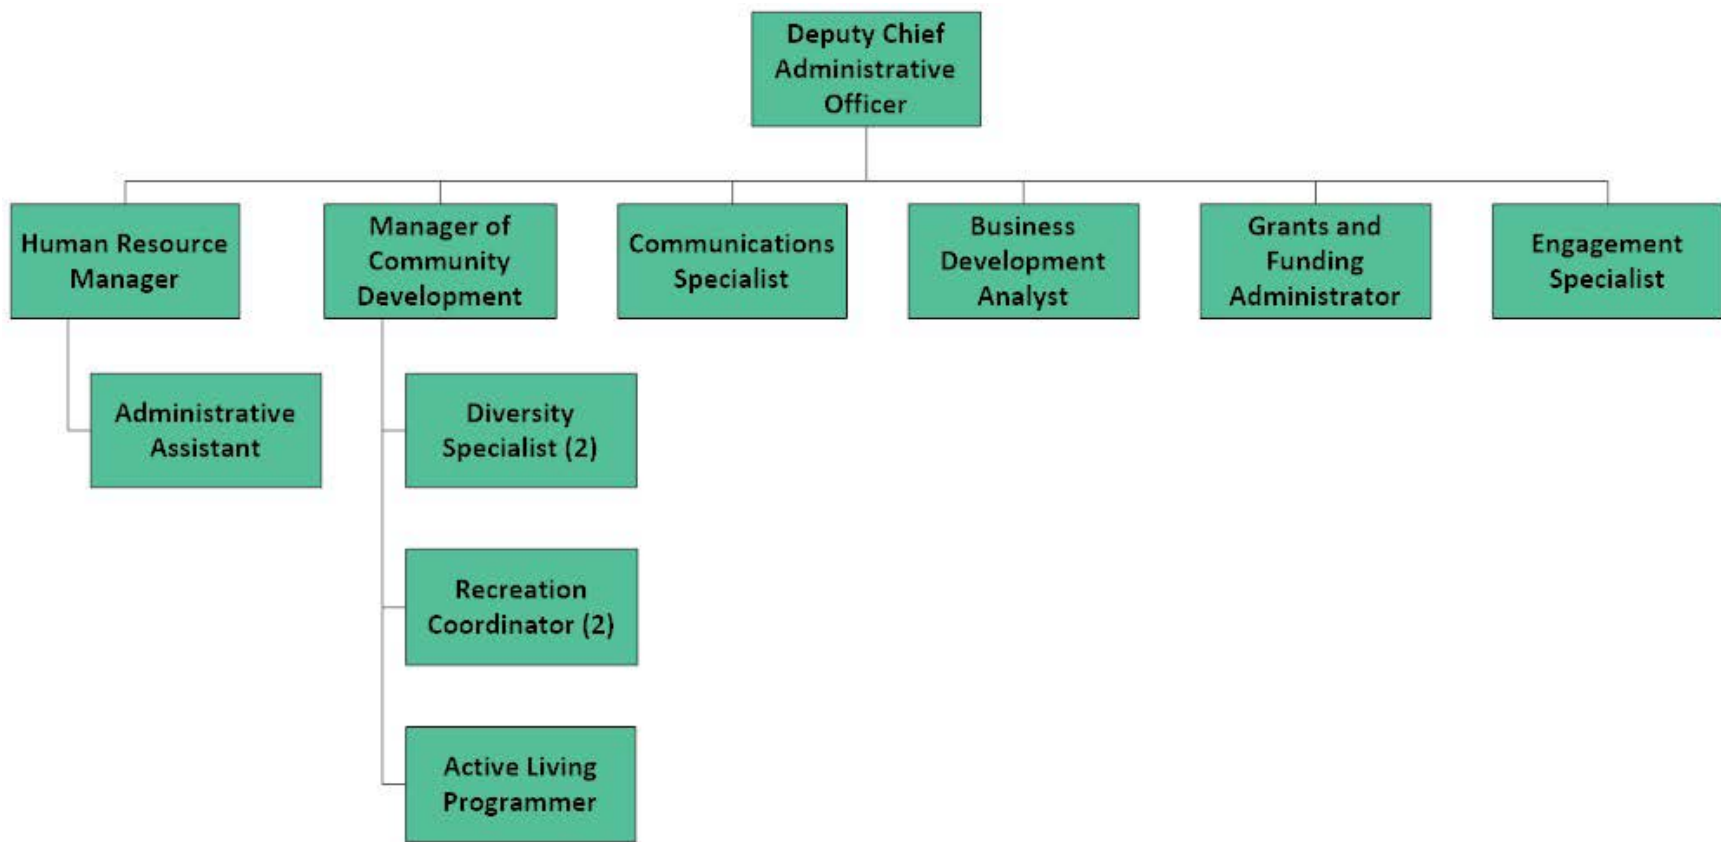 Deputy Chief
Administrative
Officer
Human Resource
Manager
Manager of
Community
Development
Communications
Specialist
Business
Development
Analyst
Grants and
Funding
Administrator
Engagement
Specialist
Administrative
Assistant
Diversity
Specialist (2)
Recreation
Coordinator (2)
Active Living
Programmer